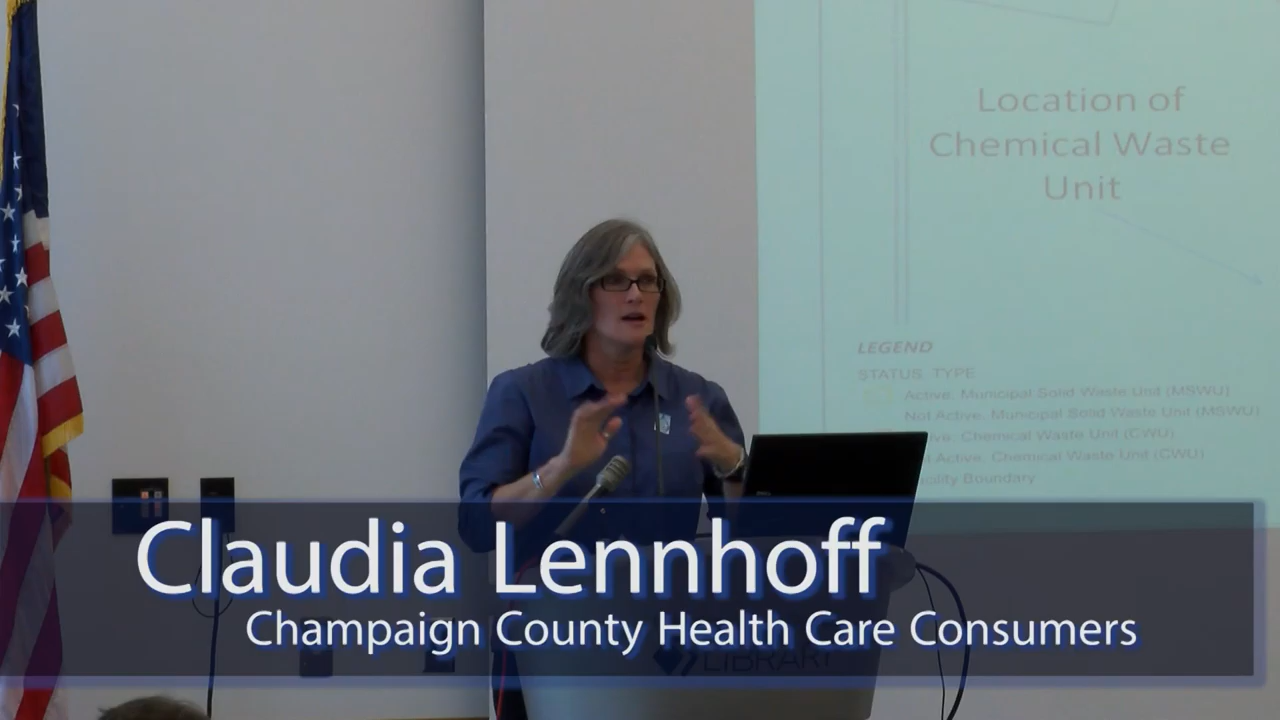 Location of
Chemical Waste
Unit
LEGEND
STATUS TYPE
Active, Municipal Solid Waste Unit (MSWU)
Not Active, Municipal Solid Waste Unit (MSWU)
Chemical Waste Unit (CWU)
Active, Chemical Waste Unit (CWU)
Boundary
Claudia Lennhoff
Champaign County Health Care Consumers
LIBRARY